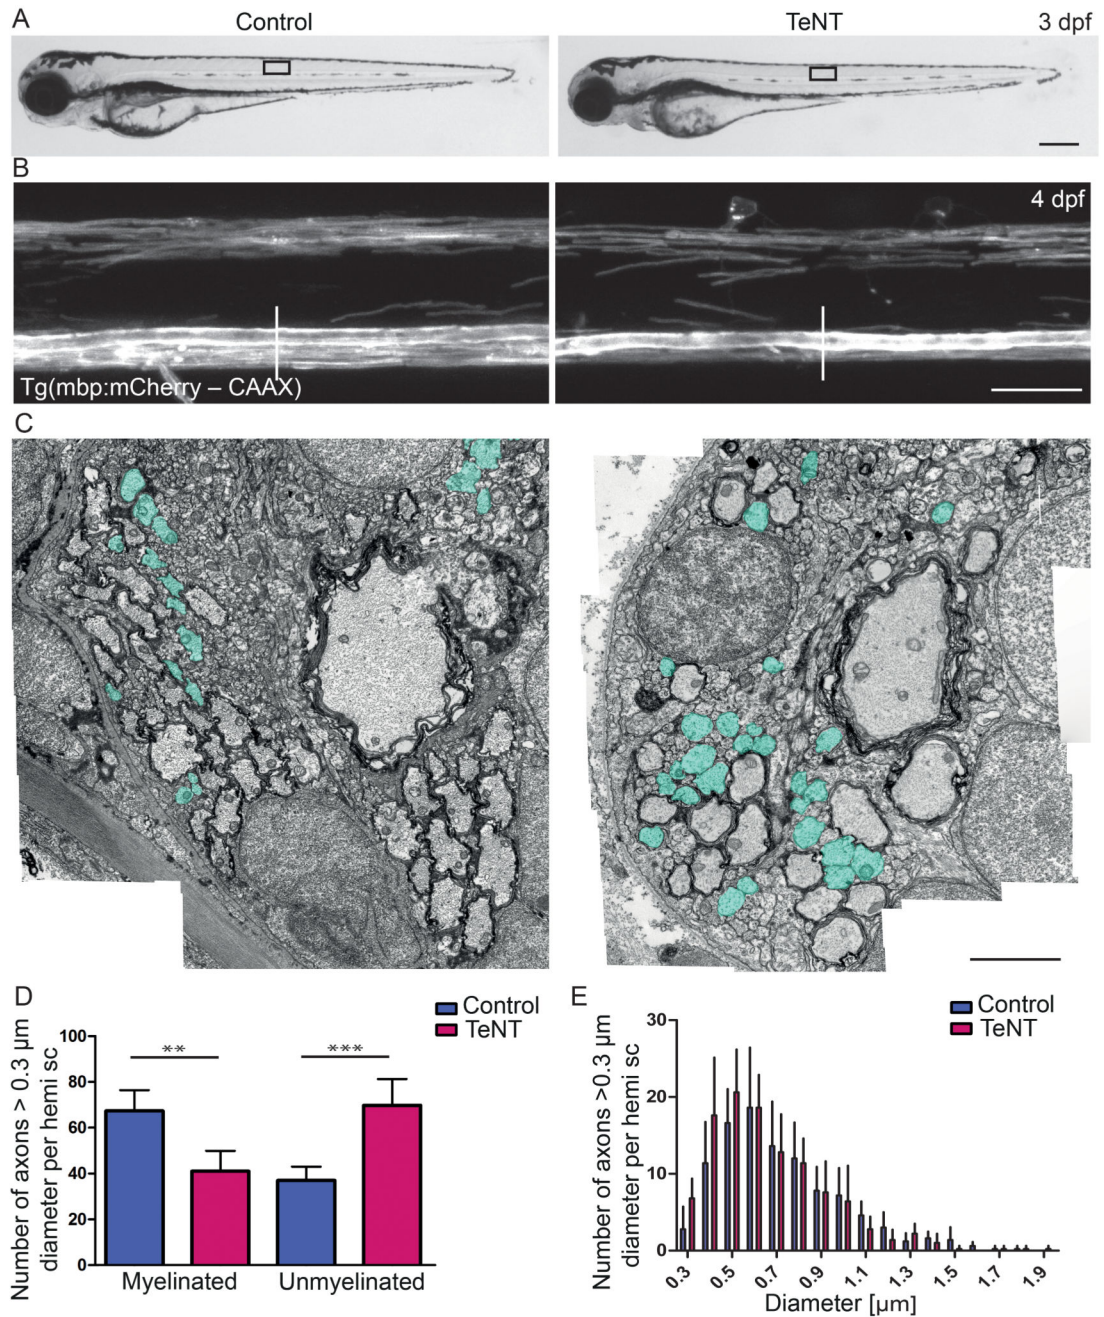 A
Control
TeNT
3 dpf
B
4 dpf
Tg(mbp:mCherry – CAAX)
C
D
Control
TeNT
Number of axons > 0.3 µm
diameter per hemi sc
100
80
60
40
20
0
**
***
Myelinated
Unmyelinated
E
Control
TeNT
Number of axons >0.3 µm
diameter per hemi sc
30
20
10
0
0.3
0.5
0.7
0.9
1.1
1.3
1.5
1.7
1.9
Diameter [µm]